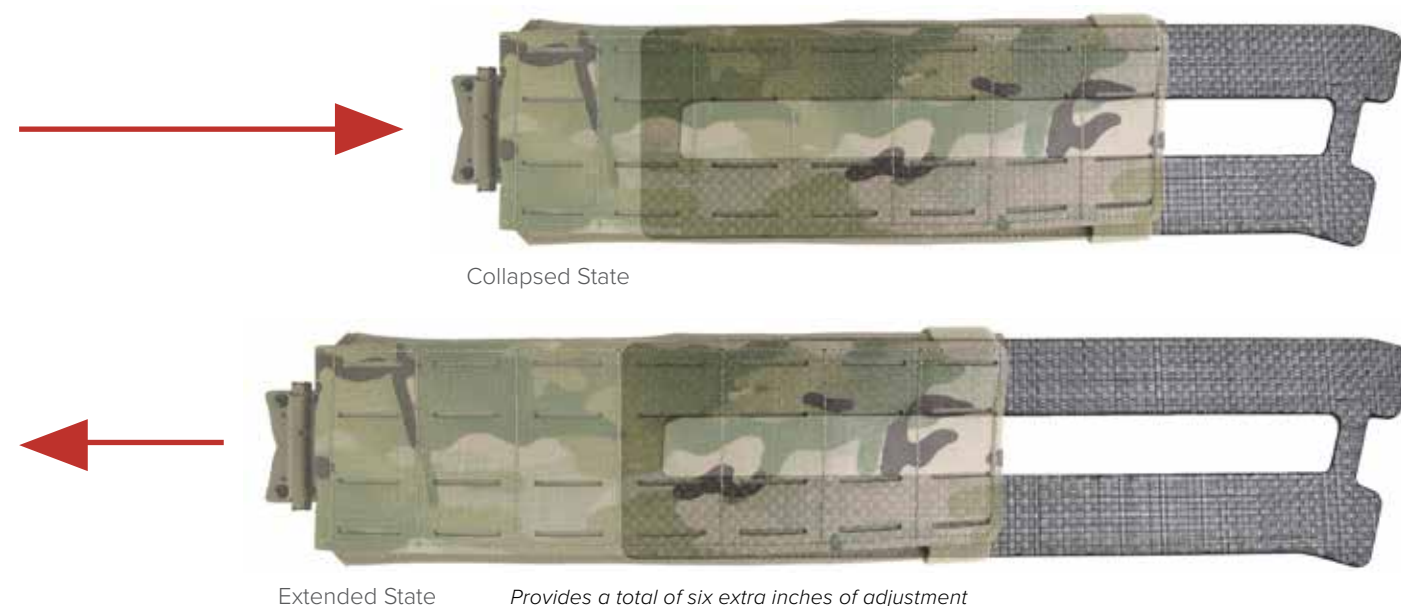 Collapsed State
Extended State
Provides a total of six extra inches of adjustment